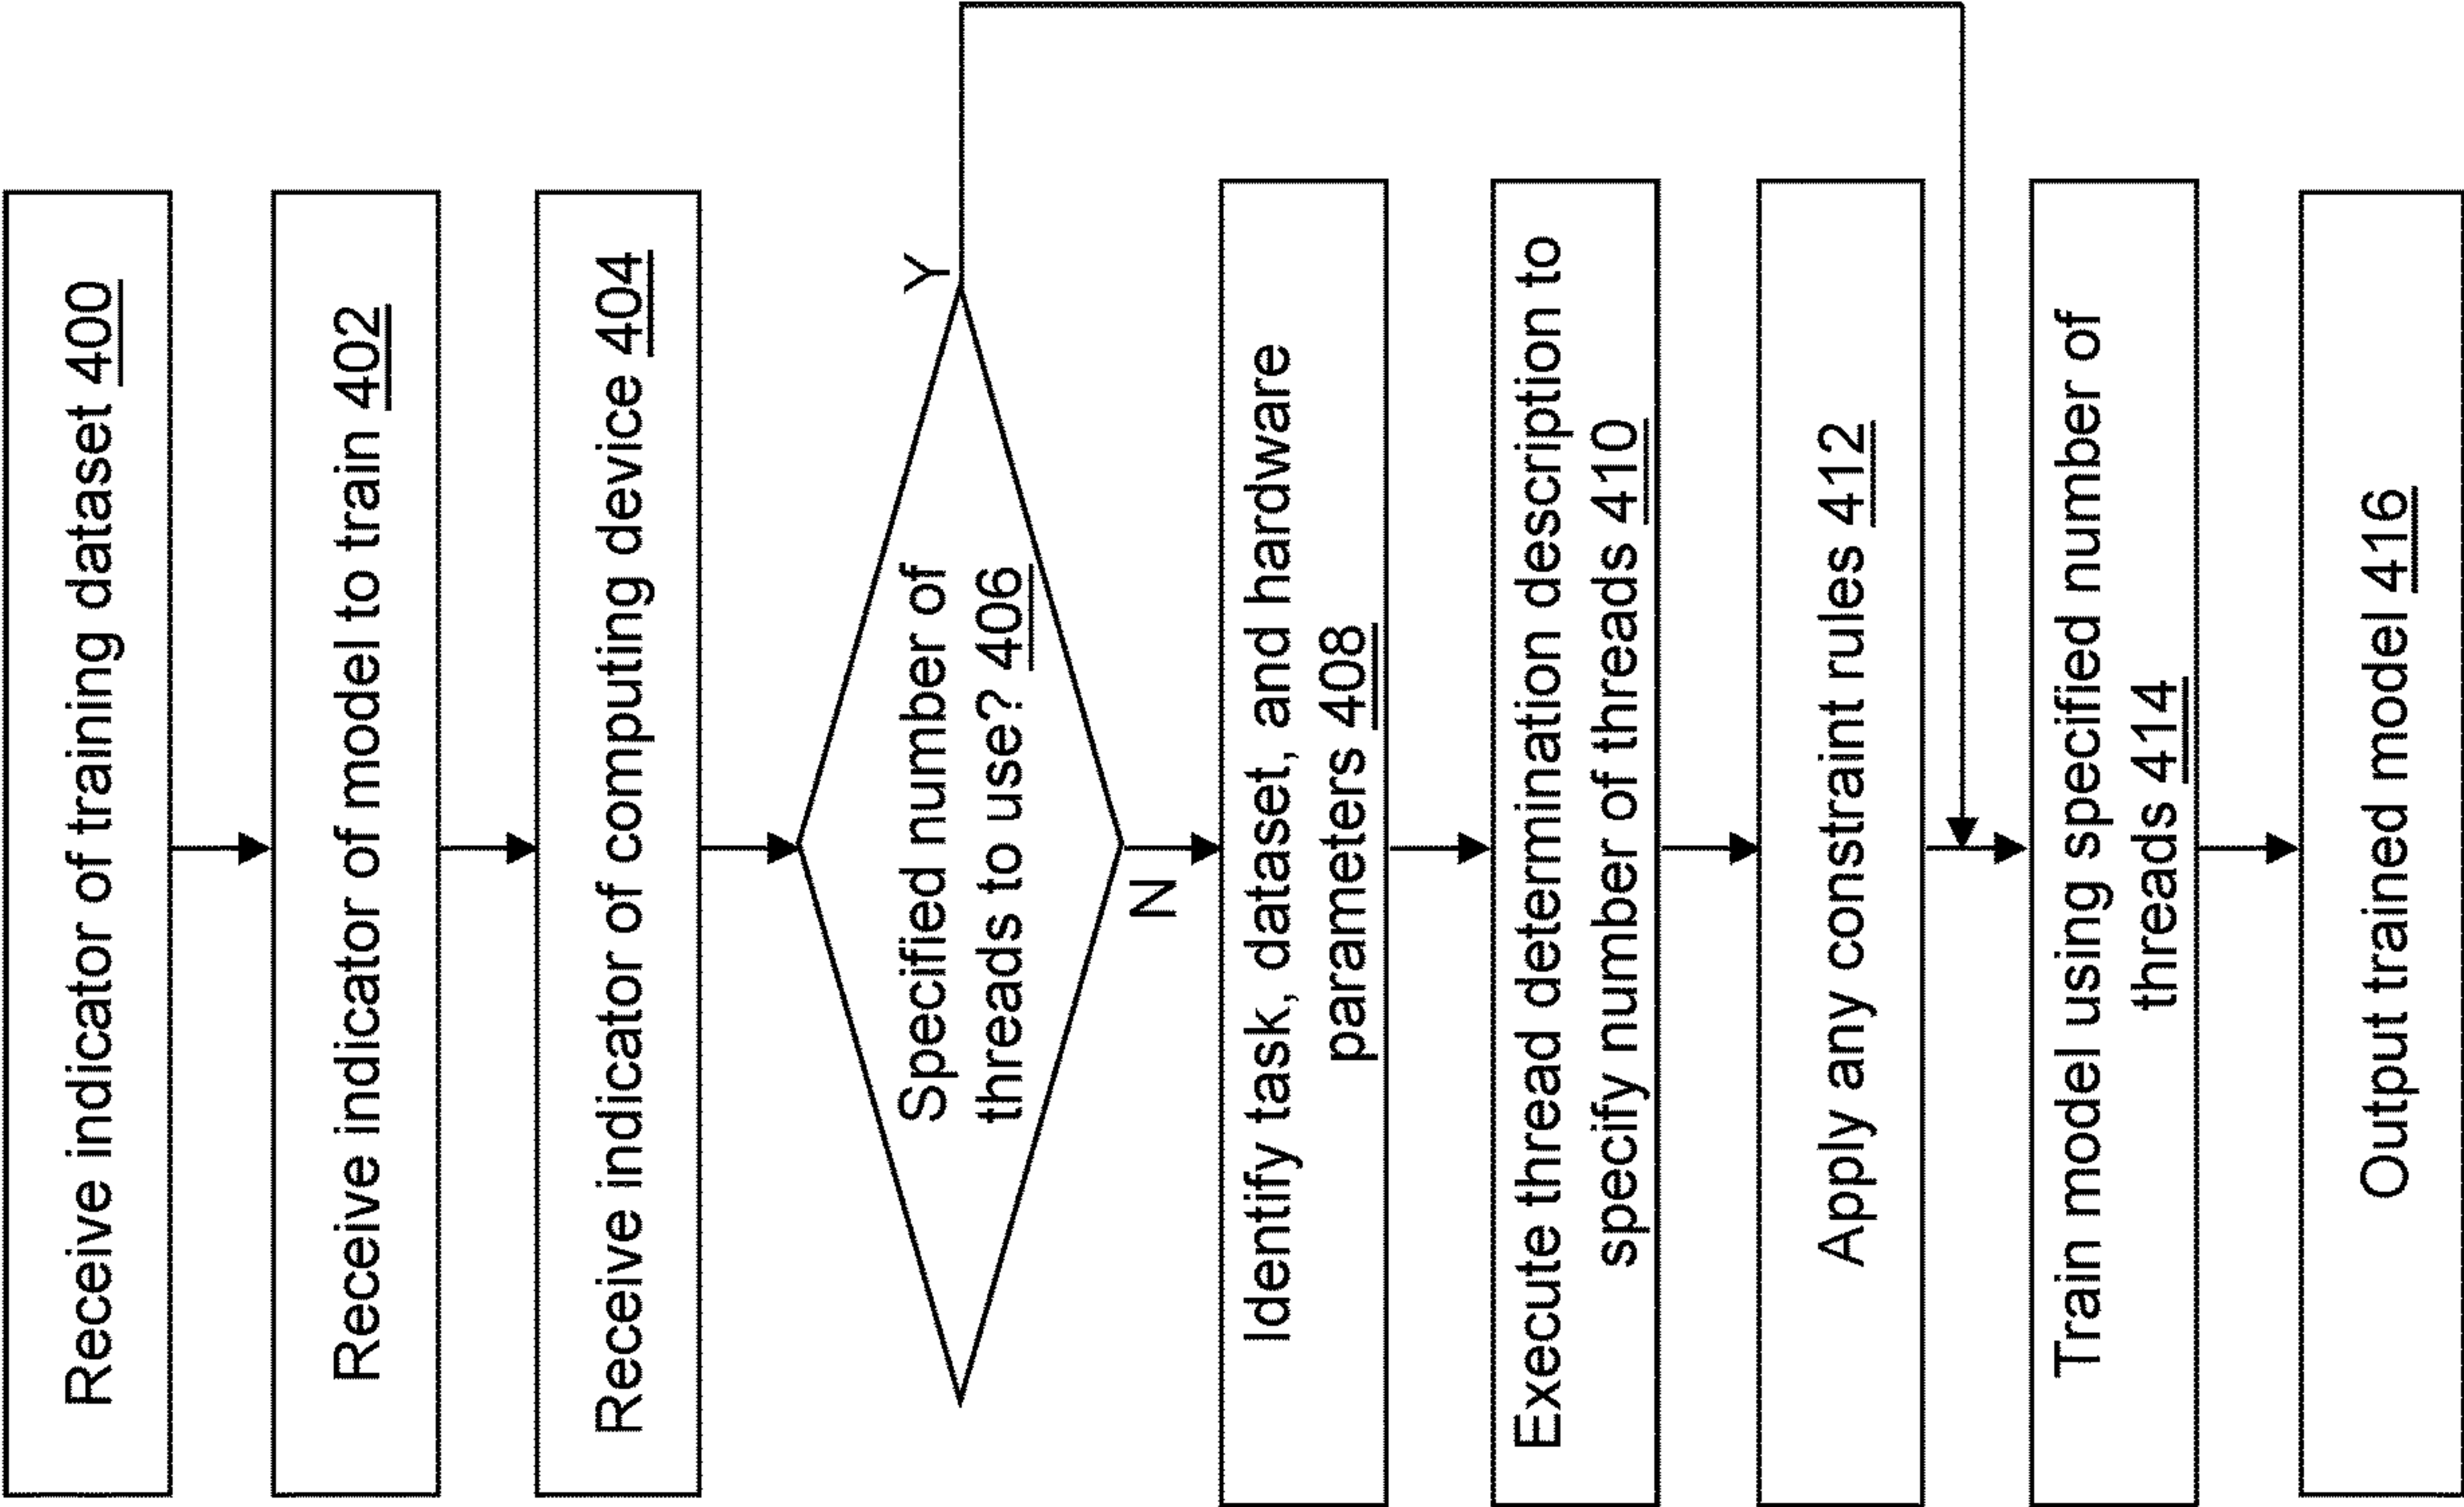 Receive indicator of training dataset 400
Receive indicator of model to train 402
Receive indicator of computing device 404
Specified number of
threads to use? 406
Y
N
Identify task, dataset, and hardware
parameters 408
Execute thread determination description to
specify number of threads 410
Apply any constraint rules 412
Train model using specified number of
threads 414
Output trained model 416